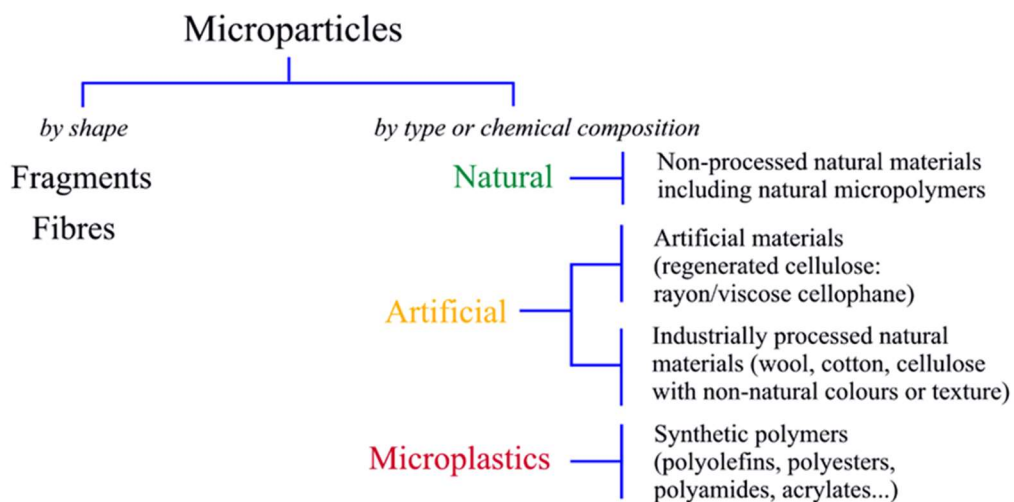 Microparticles
by shape
Fragments
Fibres
by type or chemical composition
Natural
Non-processed natural materials
including natural micropolymers
Artificial
Artificial materials
(regenerated cellulose:
rayon/viscose cellophane)
Industrially processed natural
materials (wool, cotton, cellulose
with non-natural colours or texture)
Microplastics
Synthetic polymers
(polyolefins, polyesters,
polyamides, acrylates...)